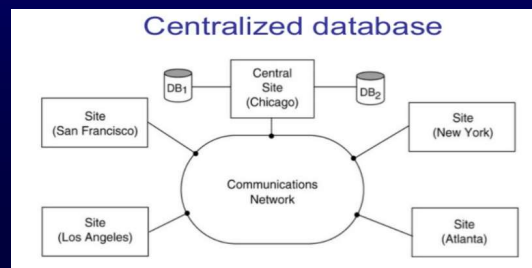 Centralized database
DB1
Central
Site
(Chicago)
DB2
Site
(San Francisco)
Site
(New York)
Communications
Network
Site
(Los Angeles)
Site
(Atlanta)